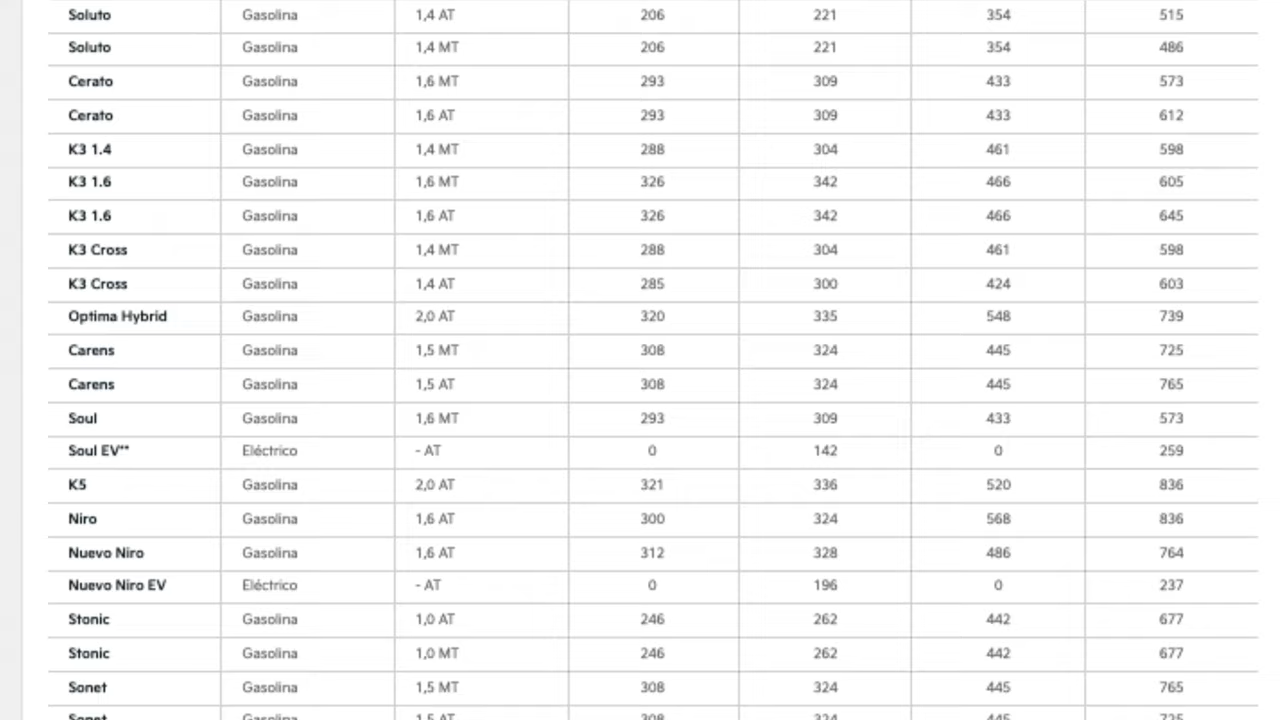 Soluto Gasolina 1,4 AT 206 221 354 515
Soluto Gasolina 1,4 MT 206 221 354 486
Cerato Gasolina 1,6 MT 293 309 433 573
Cerato Gasolina 1,6 AT 293 309 433 612
K3 1.4 Gasolina 1,4 MT 288 304 461 598
K3 1.6 Gasolina 1,6 MT 326 342 466 605
K3 1.6 Gasolina 1,6 AT 326 342 466 645
K3 Cross Gasolina 1,4 MT 288 304 461 598
K3 Cross Gasolina 1,4 AT 285 300 424 603
Optima Hybrid Gasolina 2,0 AT 320 335 548 739
Carens Gasolina 1,5 MT 308 324 445 725
Carens Gasolina 1,5 AT 308 324 445 765
Soul Gasolina 1,6 MT 293 309 433 573
Soul EV** Eléctrico - AT 0 142 0 259
K5 Gasolina 2,0 AT 321 336 520 836
Niro Gasolina 1,6 AT 300 324 568 836
Nuevo Niro Gasolina 1,6 AT 312 328 486 764
Nuevo Niro EV Eléctrico - AT 0 196 0 237
Stonic Gasolina 1,0 AT 246 262 442 677
Stonic Gasolina 1,0 MT 246 262 442 677
Sonet Gasolina 1,5 MT 308 324 445 765
Sonet Gasolina 1,5 AT 308 324 445 725